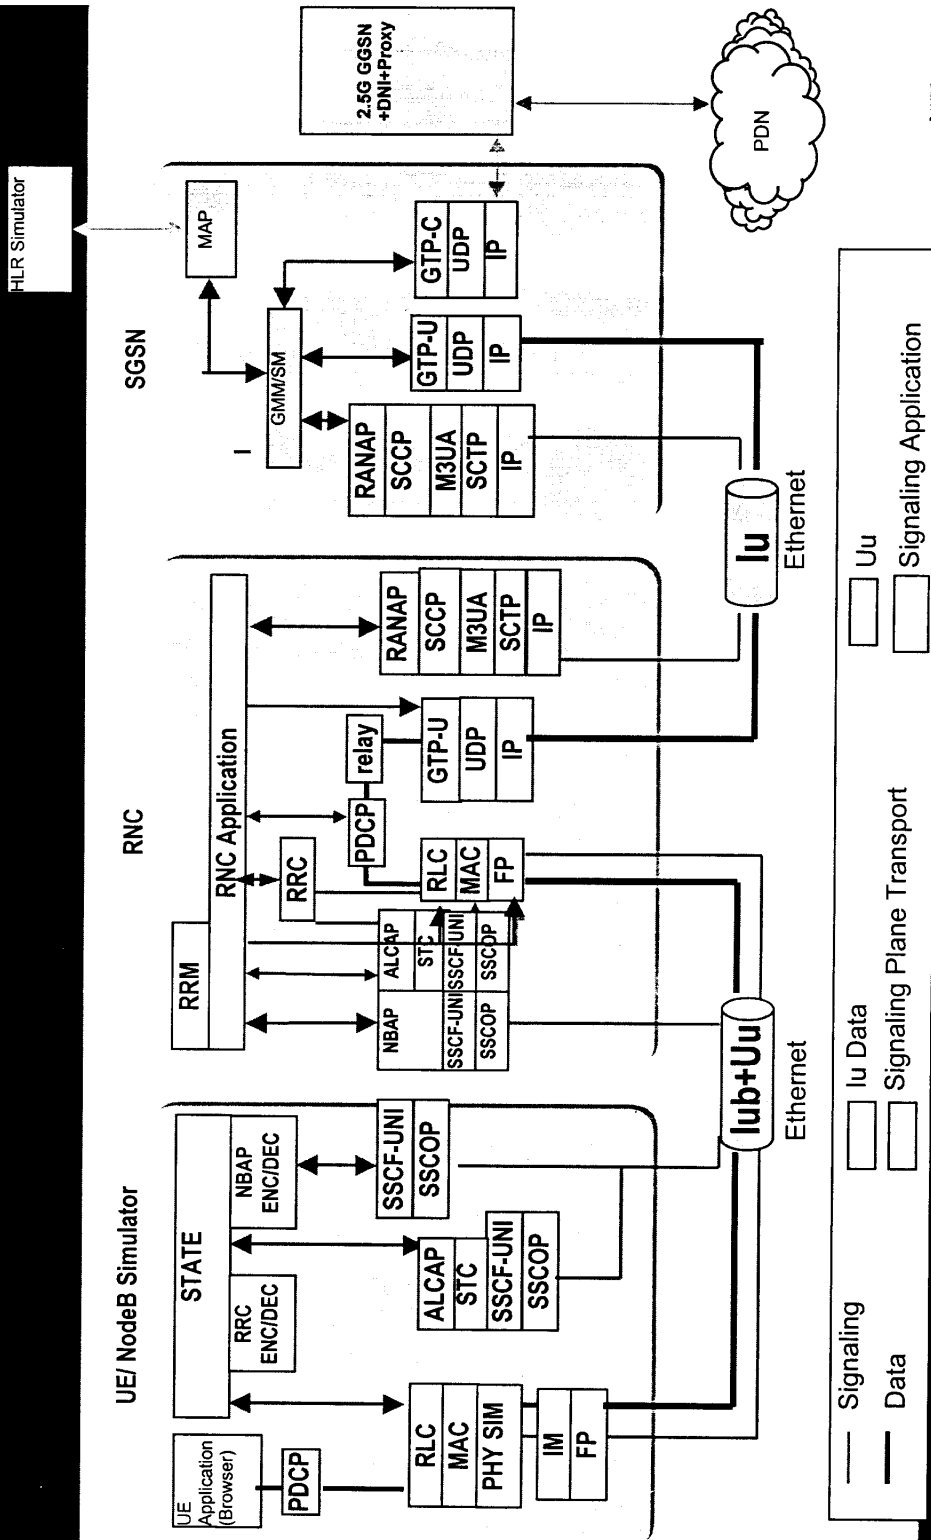 UE/ NodeB Simulator
UE
Application
(Browser)
PDCP
STATE
RRC
ENC/DEC
NBAP
ENC/DEC
RLC
MAC
PHY SIM
IM
FP
ALCAP
STC
SSCF-UNI
SSCOP
SSCF-UNI
SSCOP
Iub+Uu
Ethernet
RNC
RRM
RNC Application
RRC
PDCP
relay
NBAP
SSCF-UNI
SSCOP
ALCAP
STC
SSCF-UNI
SSCOP
RLC
MAC
FP
GTP-U
UDP
IP
RANAP
SCCP
M3UA
SCTP
IP
Iu
Ethernet
SGSN
I
GMM/SM
MAP
RANAP
SCCP
M3UA
SCTP
IP
GTP-U
UDP
IP
GTP-C
UDP
IP
HLR Simulator
2.5G GGSN
+DNI+Proxy
PDN
Signaling
Data
Iu Data
Signaling Plane Transport
Uu
Signaling Application